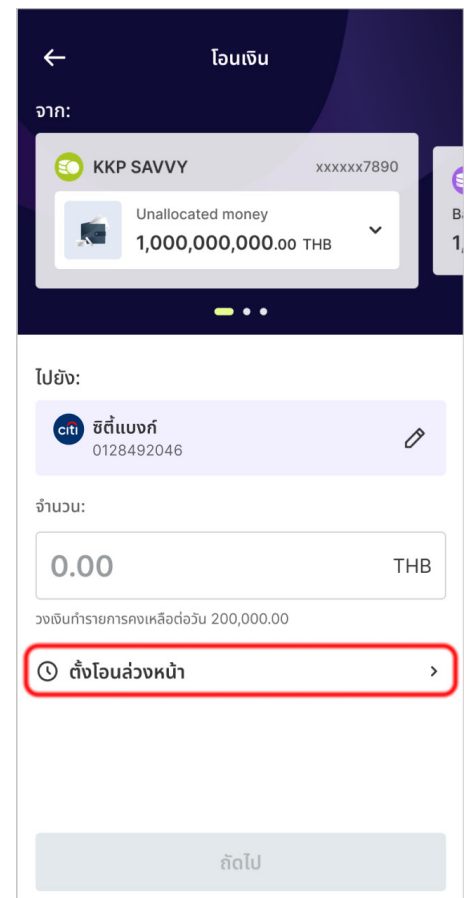 โอนเงิน
จาก:
KKP SAVVY xxxxxx7890
Unallocated money
1,000,000,000.00 THB
ไปยัง:
citi ซิตี้แบงก์
0128492046
จำนวน:
0.00 THB
วงเงินทำรายการคงเหลือต่อวัน 200,000.00
ตั้งโอนล่วงหน้า
ถัดไป